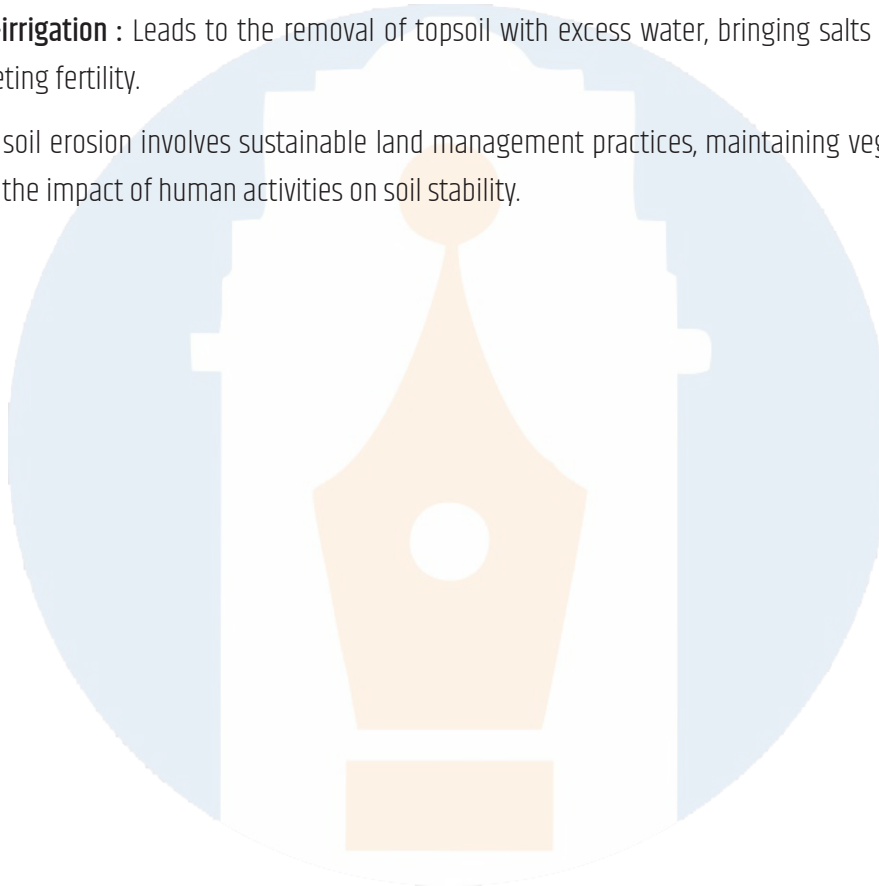 irrigation : Leads to the removal of topsoil with excess water, bringing salts
eting fertility.
soil erosion involves sustainable land management practices, maintaining veg
the impact of human activities on soil stability.